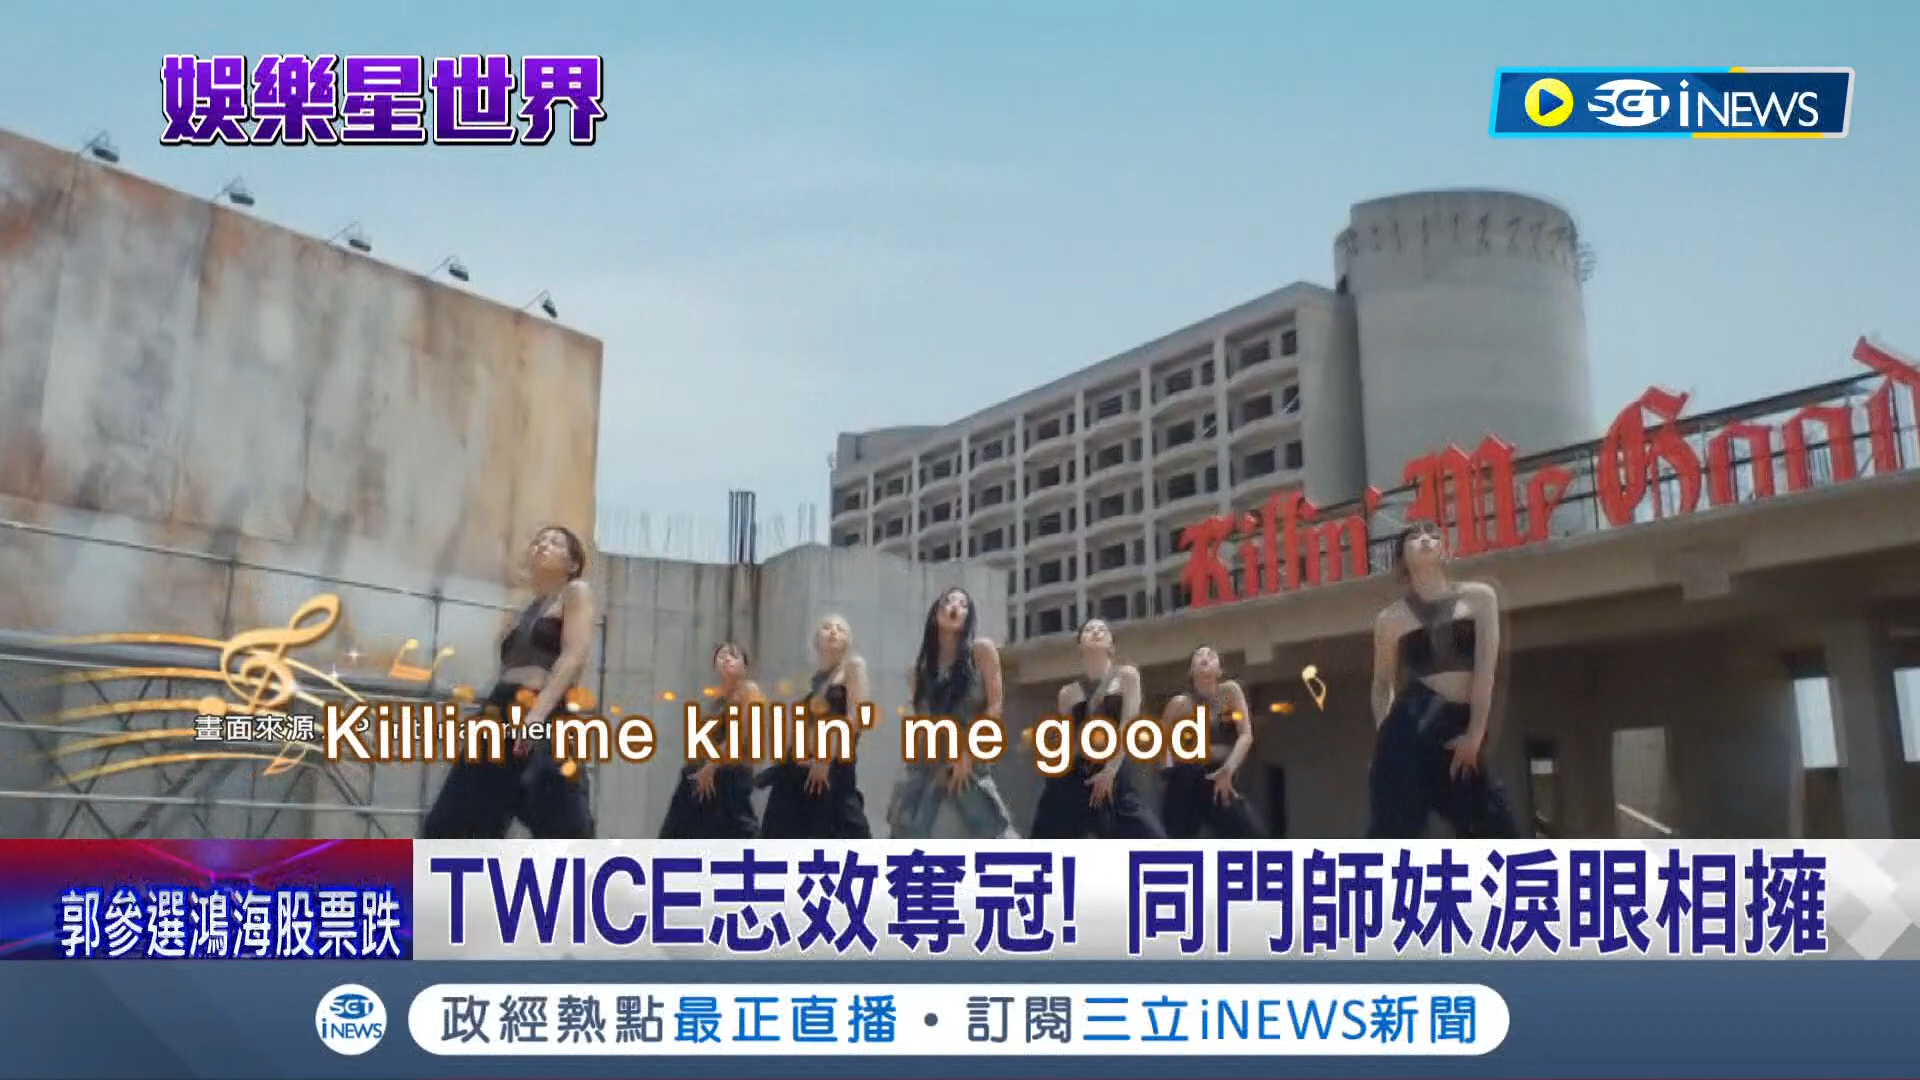 娛樂星世界
SET iNEWS
Killin' Me Good
畫面來源
Killin' me killin' me good
郭參選鴻海股票跌
TWICE志效奪冠! 同門師妹淚眼相擁
SET iNEWS
政經熱點最正直播・訂閱三立iNEWS新聞